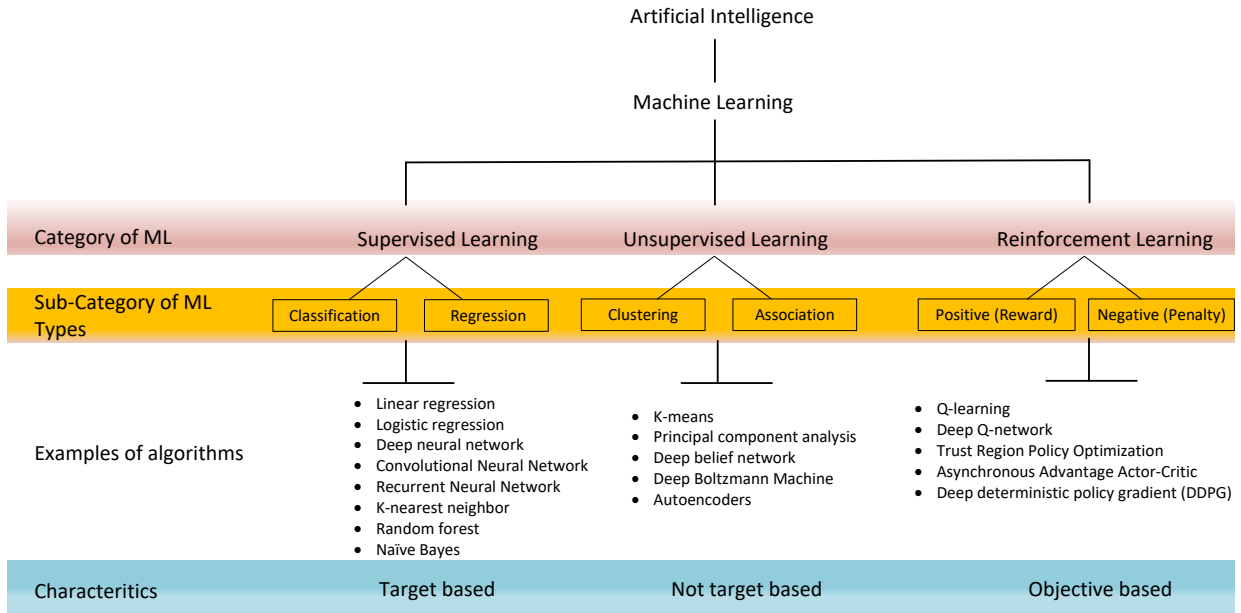 Artificial Intelligence
Machine Learning
Category of ML
Supervised Learning
Unsupervised Learning
Reinforcement Learning
Sub-Category of ML
Types
Classification
Regression
Clustering
Association
Positive (Reward)
Negative (Penalty)
Examples of algorithms
• Linear regression
• Logistic regression
• Deep neural network
• Convolutional Neural Network
• Recurrent Neural Network
• K-nearest neighbor
• Random forest
• Naïve Bayes
• K-means
• Principal component analysis
• Deep belief network
• Deep Boltzmann Machine
• Autoencoders
• Q-learning
• Deep Q-network
• Trust Region Policy Optimization
• Asynchronous Advantage Actor-Critic
• Deep deterministic policy gradient (DDPG)
Charateritics
Target based
Not target based
Objective based